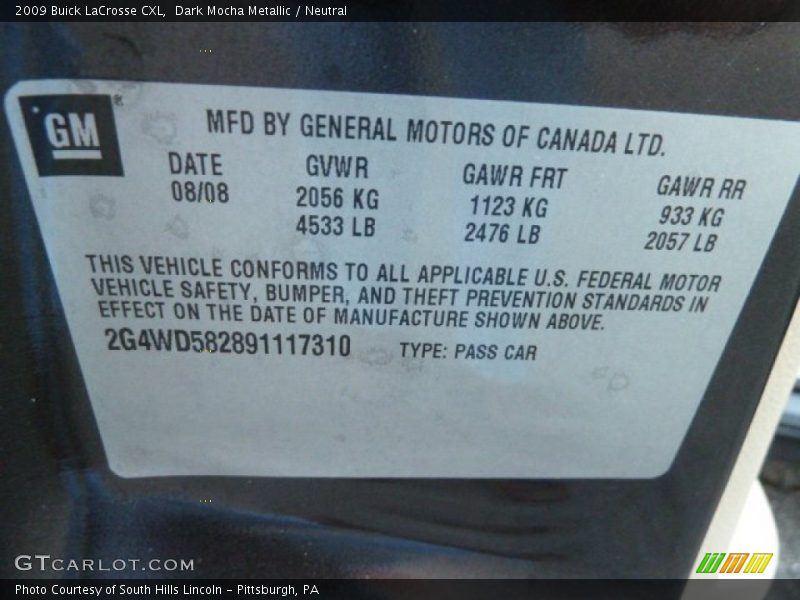 2009 Buick LaCrosse CXL, Dark Mocha Metallic / Neutral
GM
MFD BY GENERAL MOTORS OF CANADA LTD.
DATE GVWR GAWR FRT GAWR RR
08/08 2056 KG 1123 KG 933 KG
4533 LB 2476 LB 2057 LB
THIS VEHICLE CONFORMS TO ALL APPLICABLE U.S. FEDERAL MOTOR
VEHICLE SAFETY, BUMPER, AND THEFT PREVENTION STANDARDS IN
EFFECT ON THE DATE OF MANUFACTURE SHOWN ABOVE.
2G4WD582891117310 TYPE: PASS CAR
GTCARLOT.COM
Photo Courtesy of South Hills Lincoln - Pittsburgh, PA